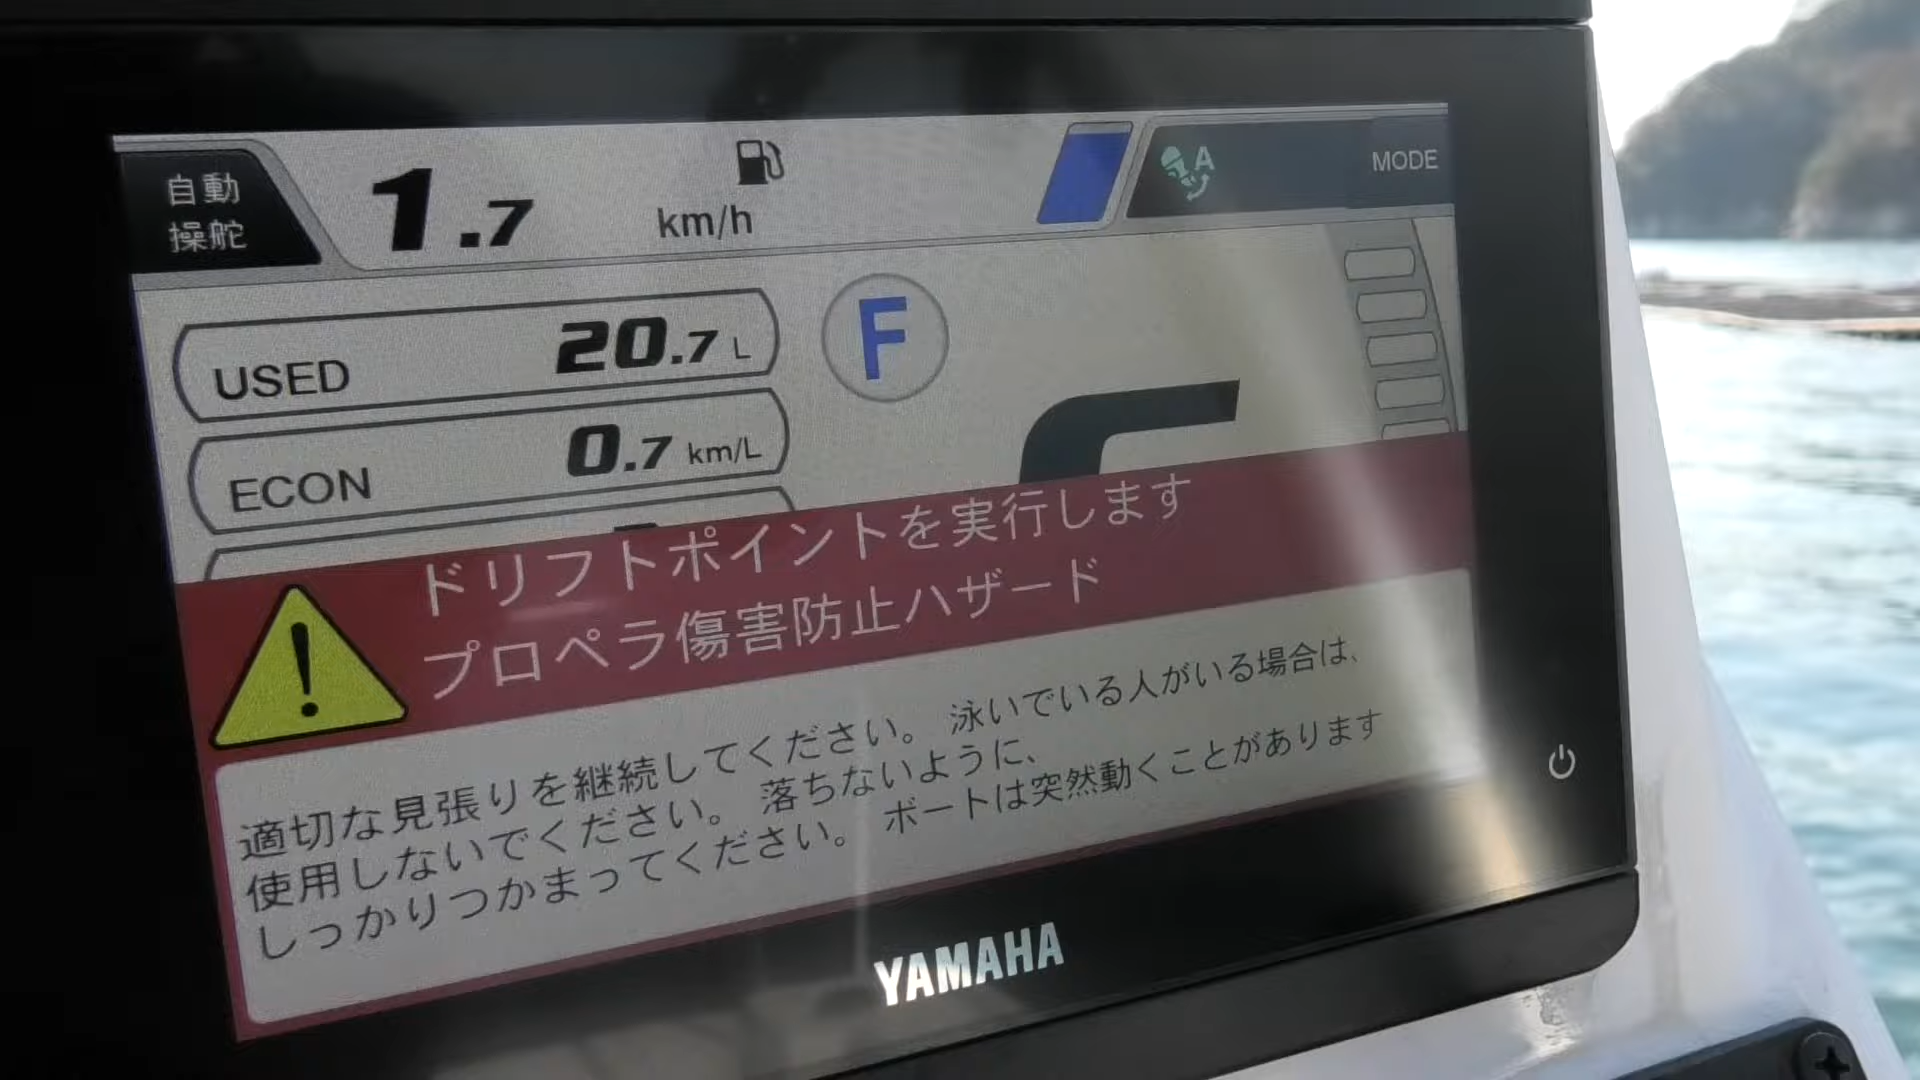 自動
操舵
1.7 km/h
A
MODE
USED 20.7 L
F
ECON 0.7 km/L
ドリフトポイントを実行します
プロペラ傷害防止ハザード
適切な見張りを継続してください。 泳いでいる人がいる場合は、
使用しないでください。 落ちないように、
しっかりつかまってください。 ボートは突然動くことがあります
YAMAHA